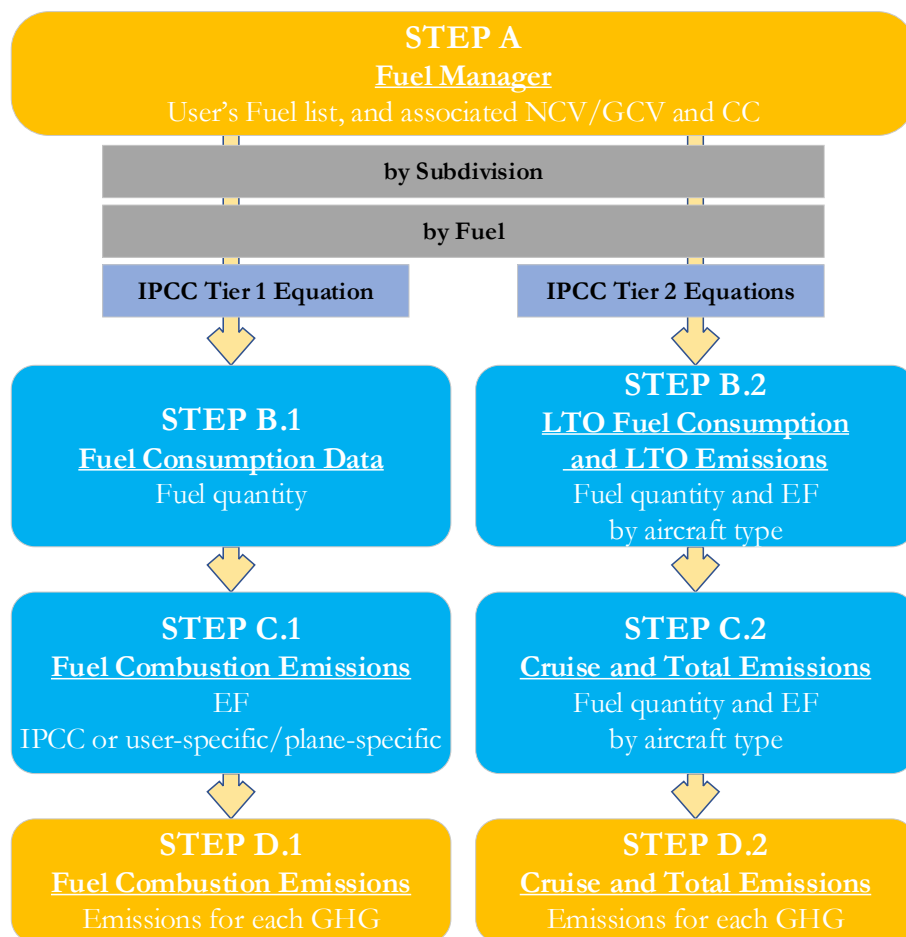 STEP A
Fuel Manager
User's Fuel list, and associated NCV/GCV and CC
by Subdivision
by Fuel
IPCC Tier 1 Equation
IPCC Tier 2 Equations
STEP B.1
Fuel Consumption Data
Fuel quantity
STEP B.2
LTO Fuel Consumption
and LTO Emissions
Fuel quantity and EF
by aircraft type
STEP C.1
Fuel Combustion Emissions
EF
IPCC or user-specific/plane-specific
STEP C.2
Cruise and Total Emissions
Fuel quantity and EF
by aircraft type
STEP D.1
Fuel Combustion Emissions
Emissions for each GHG
STEP D.2
Cruise and Total Emissions
Emissions for each GHG